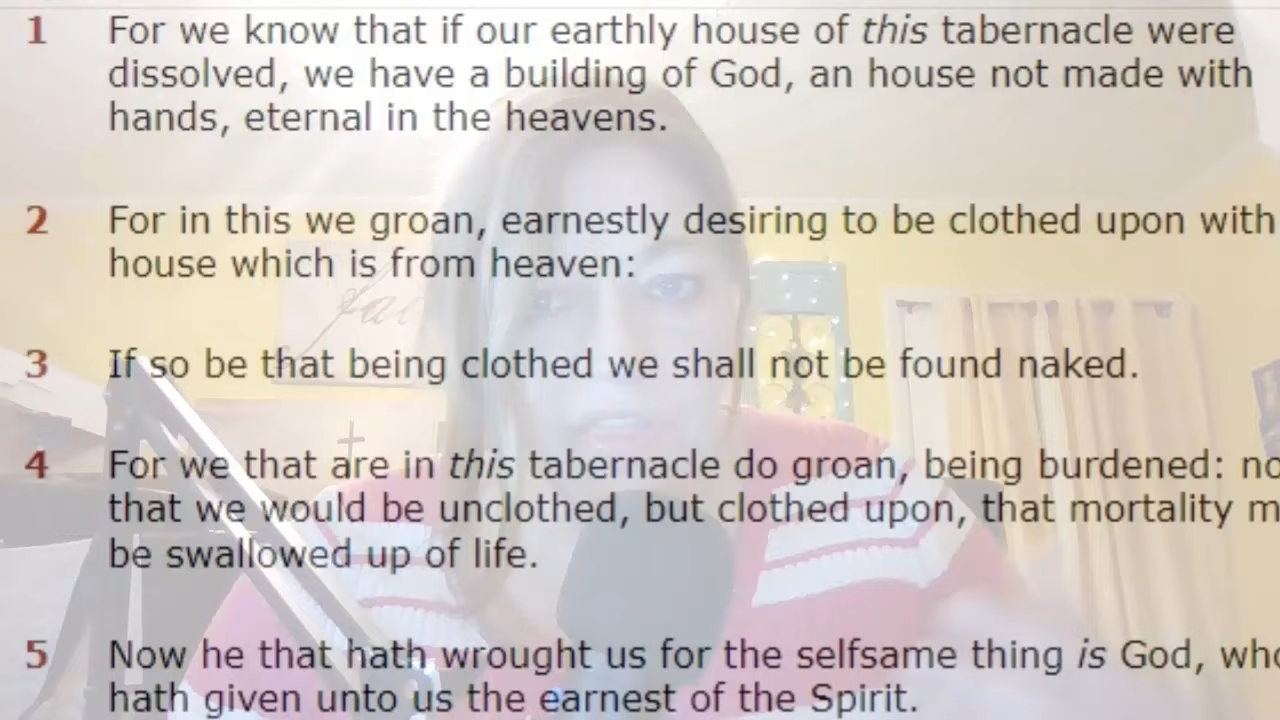 1 For we know that if our earthly house of this tabernacle were
dissolved, we have a building of God, an house not made with
hands, eternal in the heavens.
2 For in this we groan, earnestly desiring to be clothed upon with
house which is from heaven:
3 If so be that being clothed we shall not be found naked.
4 For we that are in this tabernacle do groan, being burdened: no
that we would be unclothed, but clothed upon, that mortality m
be swallowed up of life.
5 Now he that hath wrought us for the selfsame thing is God, who
hath given unto us the earnest of the Spirit.